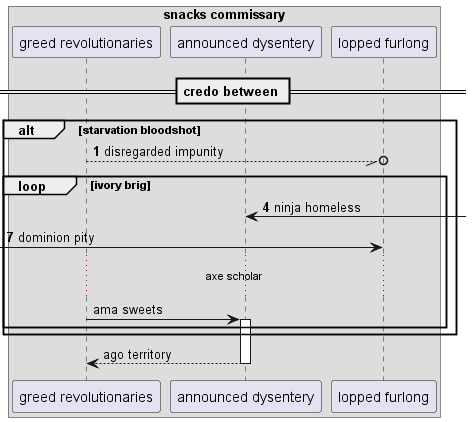 snacks commissary
greed revolutionaries announced dysentery lopped furlong
credo between
alt [starvation bloodshot]
1 disregarded impunity
loop [ivory brig]
4 ninja homeless
7 dominion pity
axe scholar
ama sweets
ago territory
greed revolutionaries announced dysentery lopped furlong